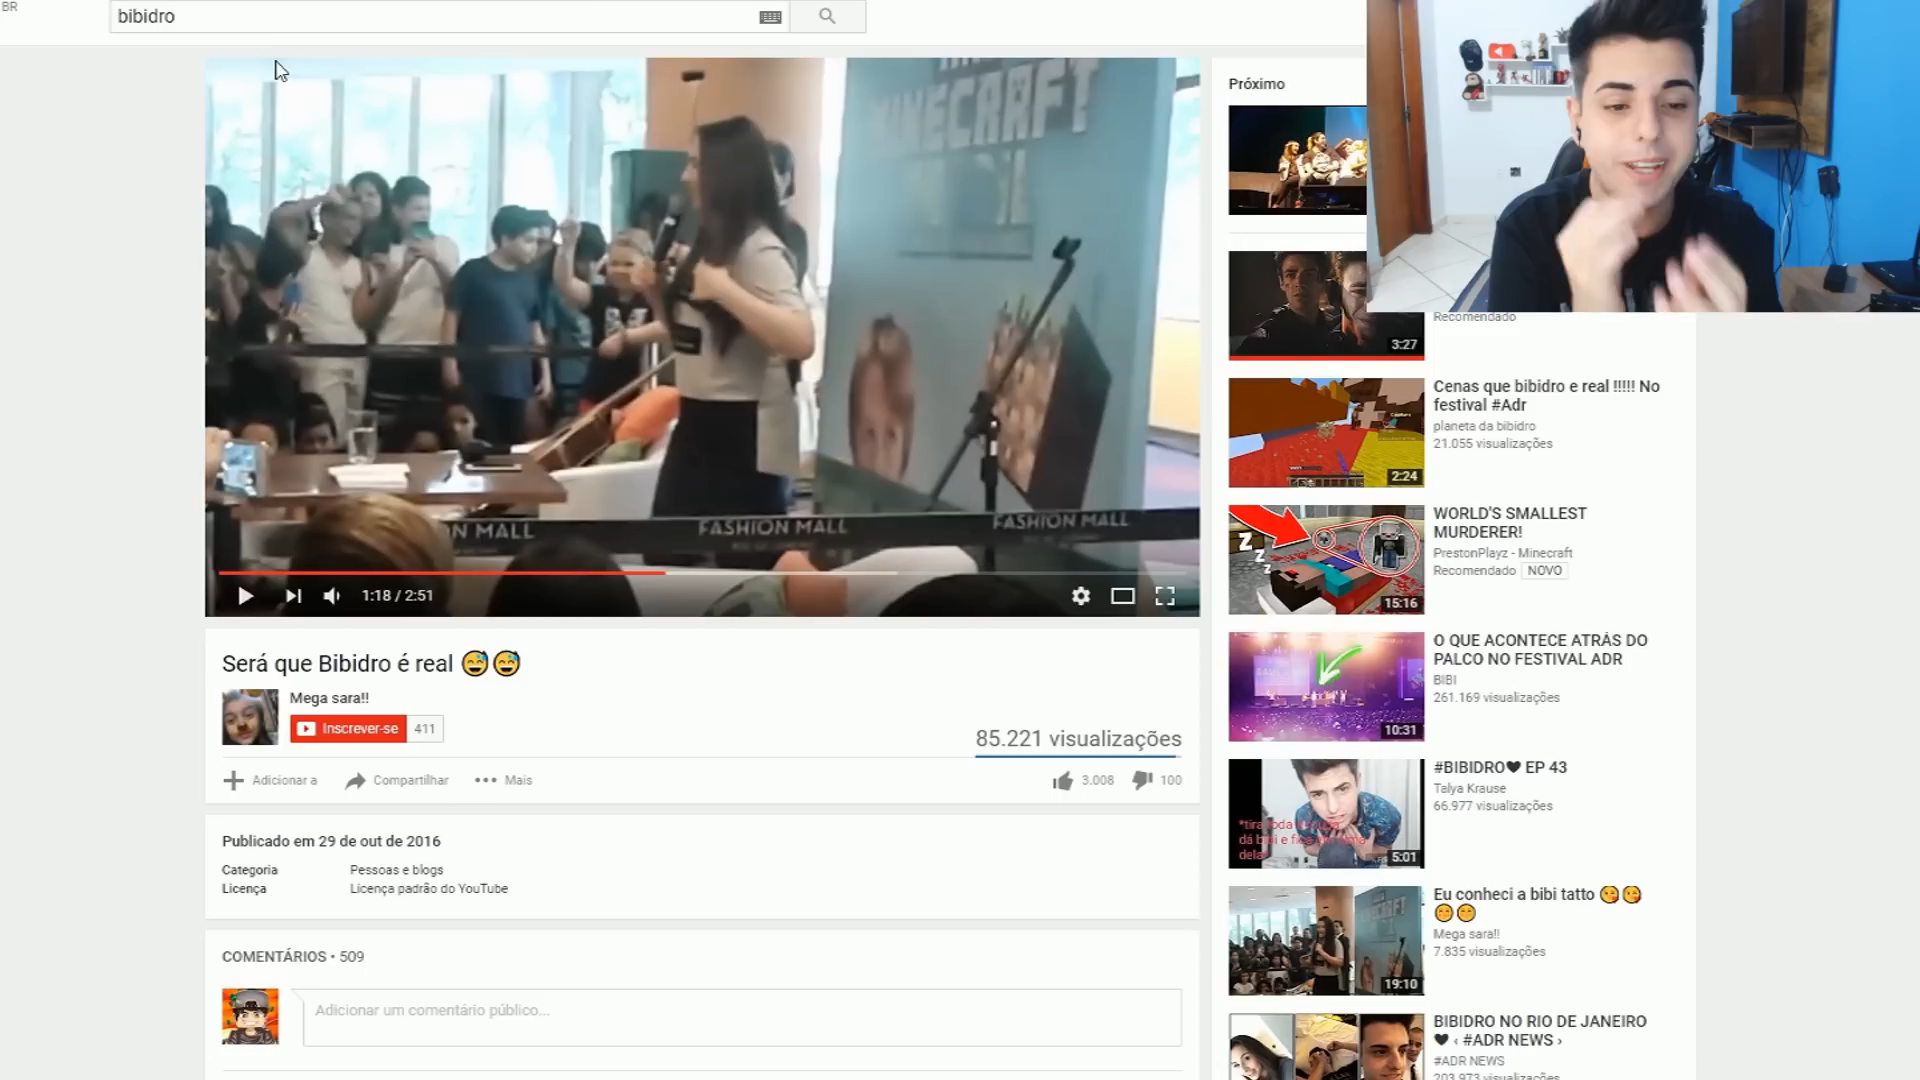 BR
bibidro
MINECRAFT
N MALL
FASHION MALL
FASHION MALL
1:18 / 2:51
Será que Bibidro é real 😅😅
Mega sara!!
Inscrever-se 411
85.221 visualizações
Adicionar a
Compartilhar
Mais
3.008
100
Publicado em 29 de out de 2016
Categoria Pessoas e blogs
Licença Licença padrão do YouTube
COMENTÁRIOS • 509
Adicionar um comentário público...
Próximo
3:27
Recomendado
Cenas que bibidro e real !!!!! No
festival #Adr
planeta da bibidro
21.055 visualizações
2:24
WORLD'S SMALLEST
MURDERER!
PrestonPlayz - Minecraft
Recomendado NOVO
Z
Z
Z
15:16
O QUE ACONTECE ATRÁS DO
PALCO NO FESTIVAL ADR
BIBI
261.169 visualizações
10:31
#BIBIDRO♥ EP 43
Talya Krause
66.977 visualizações
5:01
Eu conheci a bibi tatto 😋😋
😁😁
Mega sara!!
7.835 visualizações
19:10
BIBIDRO NO RIO DE JANEIRO
♥ ‹ #ADR NEWS ›
#ADR NEWS
203.973 visualizações